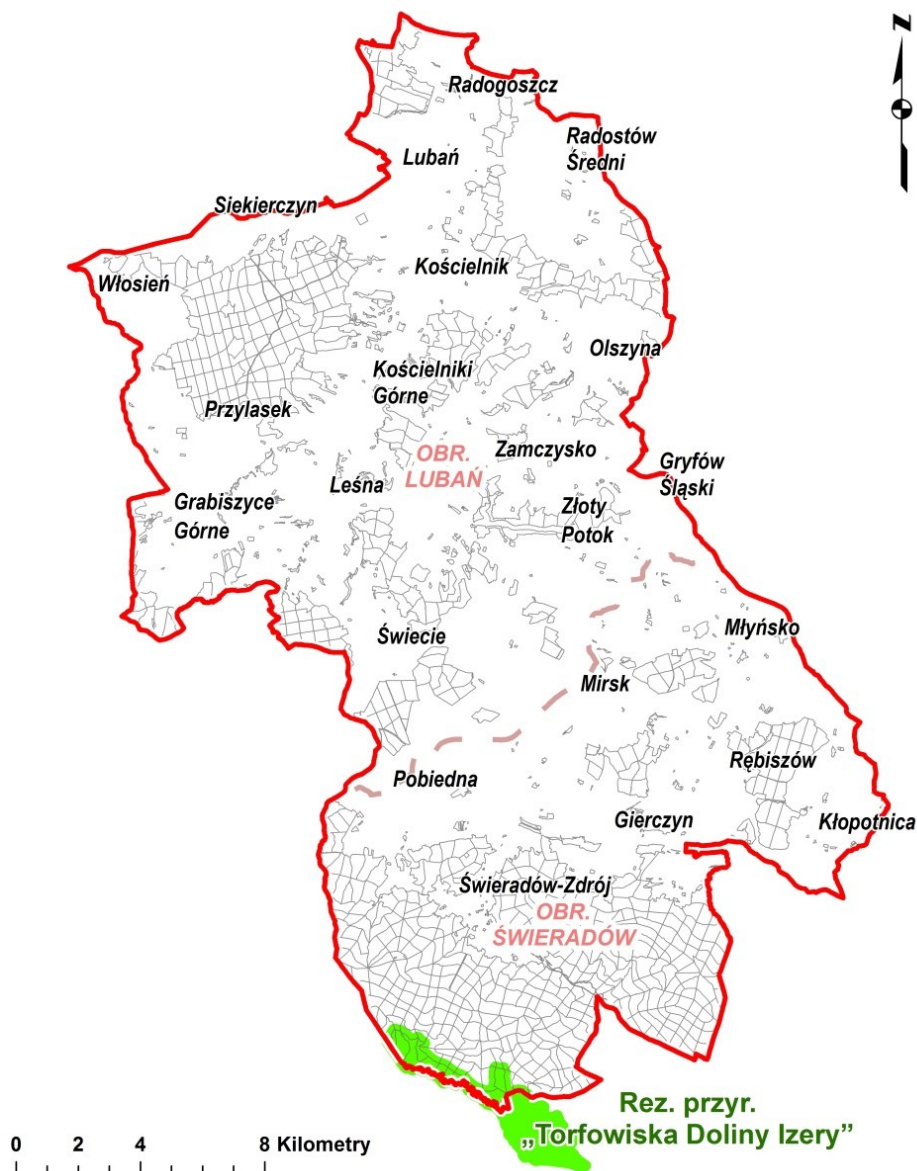 N
Radogoszcz
Radostów
Średni
Lubań
Siekierczyn
Kościelnik
Włosień
Olszyna
Kościelniki
Górne
Przylasek
OBR.
LUBAŃ
Zamczysko
Gryfów
Śląski
Leśna
Grabiszyce
Górne
Złoty
Potok
Świecie
Młyńsko
Mirsk
Rębiszów
Pobiedna
Gierczyn
Kłopotnica
Świeradów-Zdrój
OBR.
ŚWIERADÓW
Rez. przyr.
„Torfowiska Doliny Izery”
0 2 4 8 Kilometry